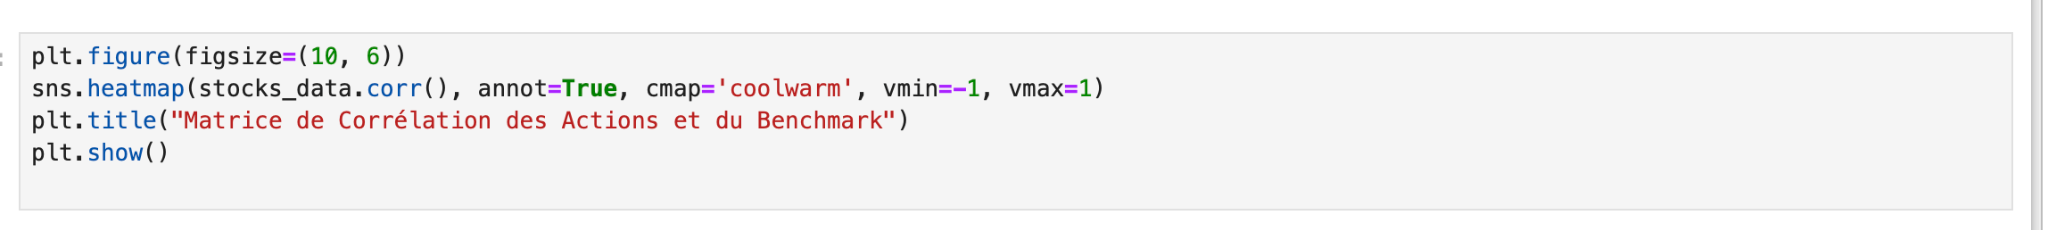 plt.figure(figsize=(10, 6))
sns.heatmap(stocks_data.corr(), annot=True, cmap='coolwarm', vmin=-1, vmax=1)
plt.title("Matrice de Corrélation des Actions et du Benchmark")
plt.show()